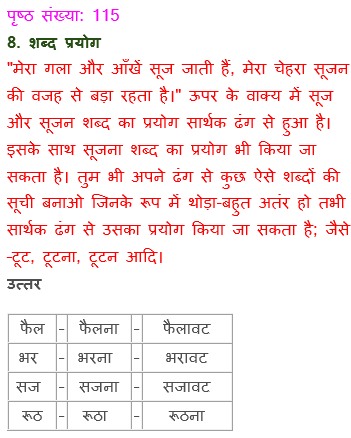 पृष्ठ संख्या: 115
8. शब्द प्रयोग
"मेरा गला और आँखें सूज जाती हैं, मेरा चेहरा सूजन
की वजह से बड़ा रहता है।" ऊपर के वाक्य में सूज
और सूजन शब्द का प्रयोग सार्थक ढंग से हुआ है।
इसके साथ सूजना शब्द का प्रयोग भी किया जा
सकता है। तुम भी अपने ढंग से कुछ ऐसे शब्दों की
सूची बनाओ जिनके रूप में थोड़ा-बहुत अतंर हो तभी
सार्थक ढंग से उसका प्रयोग किया जा सकता है; जैसे
-टूट, टूटना, टूटन आदि।
उत्तर
फैल - फैलना - फैलावट
भर - भरना - भरावट
सज - सजना - सजावट
रूठ - रूठा - रूठना